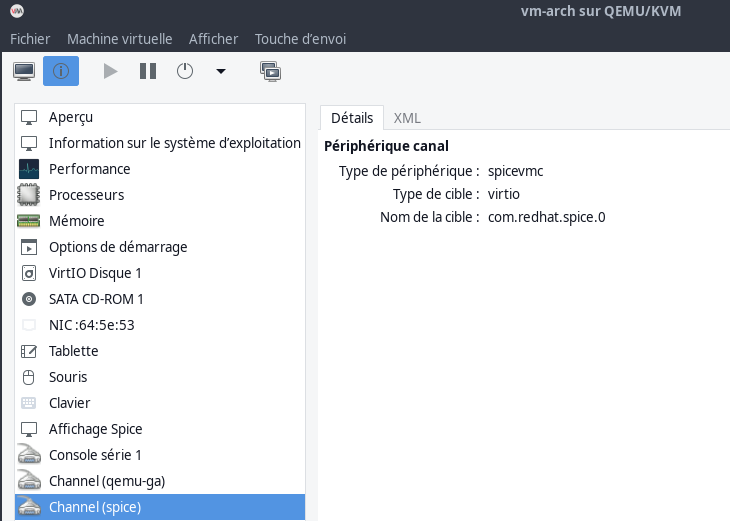 vm-arch sur QEMU/KVM
Fichier Machine virtuelle Afficher Touche d’envoi
Détails XML
Aperçu
Information sur le système d’exploitation
Performance
Processeurs
Mémoire
Options de démarrage
VirtIO Disque 1
SATA CD-ROM 1
NIC :64:5e:53
Tablette
Souris
Clavier
Affichage Spice
Console série 1
Channel (qemu-ga)
Channel (spice)
Périphérique canal
Type de périphérique : spicevmc
Type de cible : virtio
Nom de la cible : com.redhat.spice.0